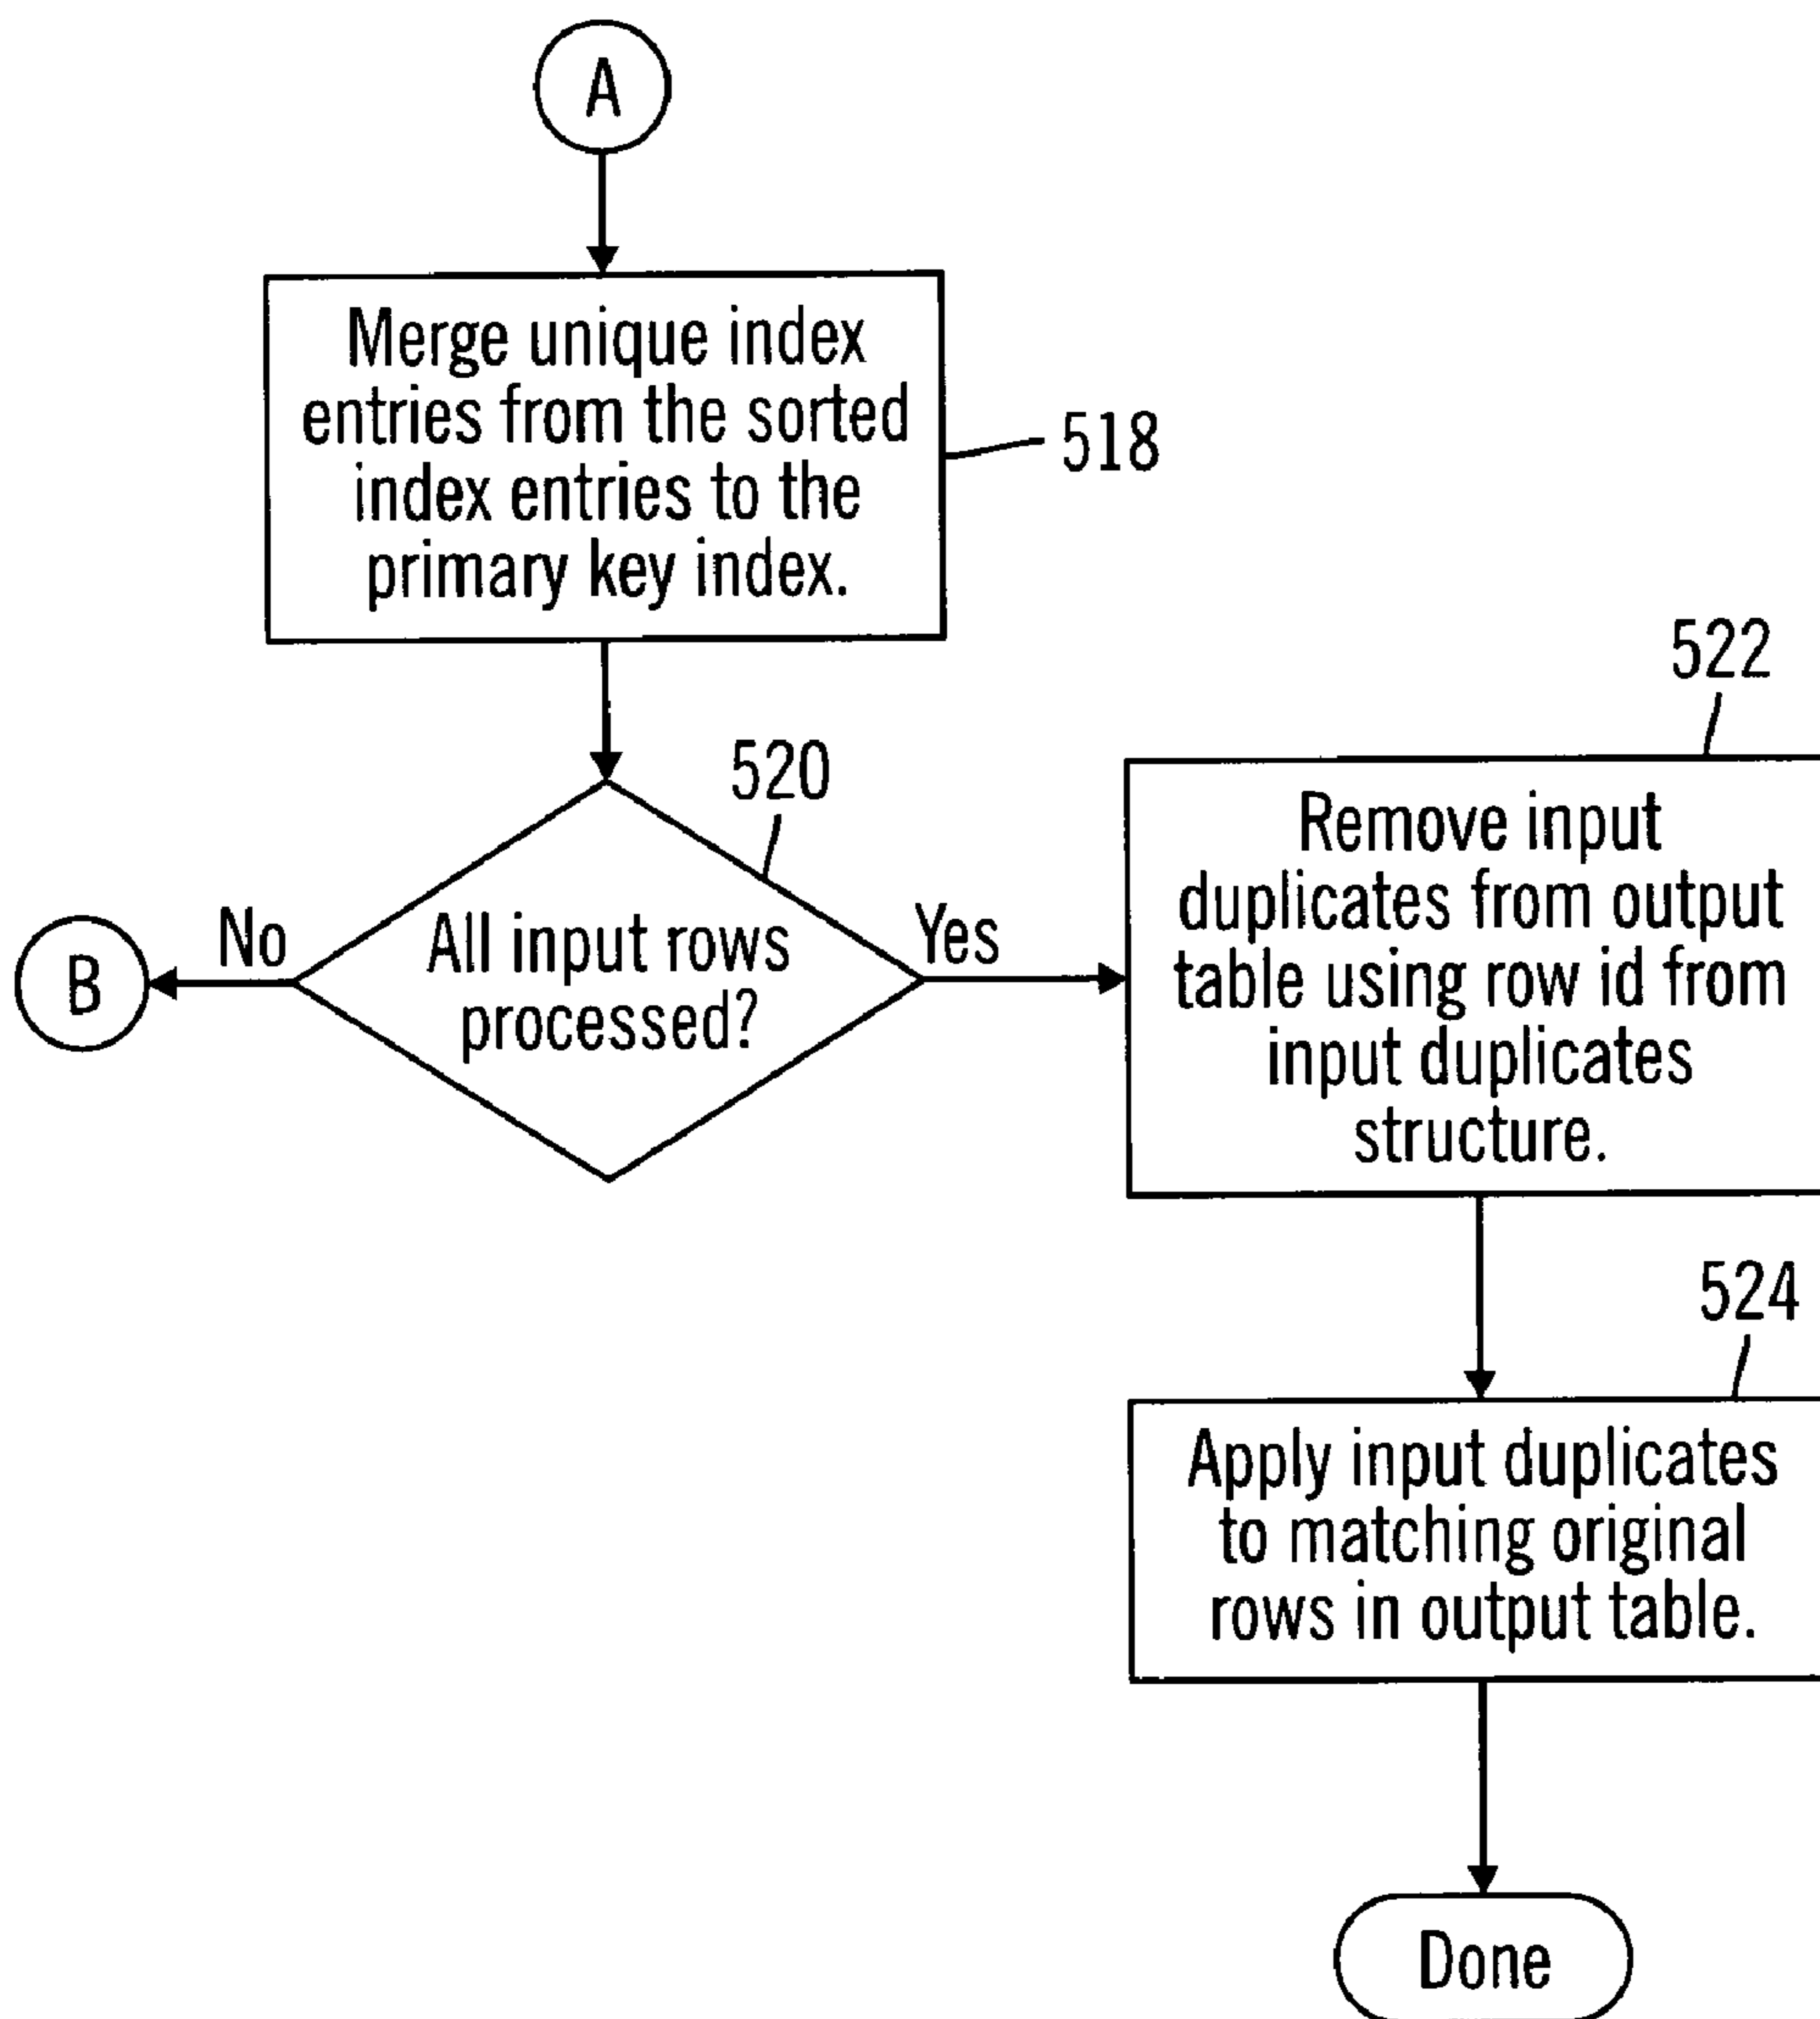 A
Merge unique index
entries from the sorted
index entries to the
primary key index.
518
520
All input rows
processed?
No
B
Yes
522
Remove input
duplicates from output
table using row id from
input duplicates
structure.
524
Apply input duplicates
to matching original
rows in output table.
Done